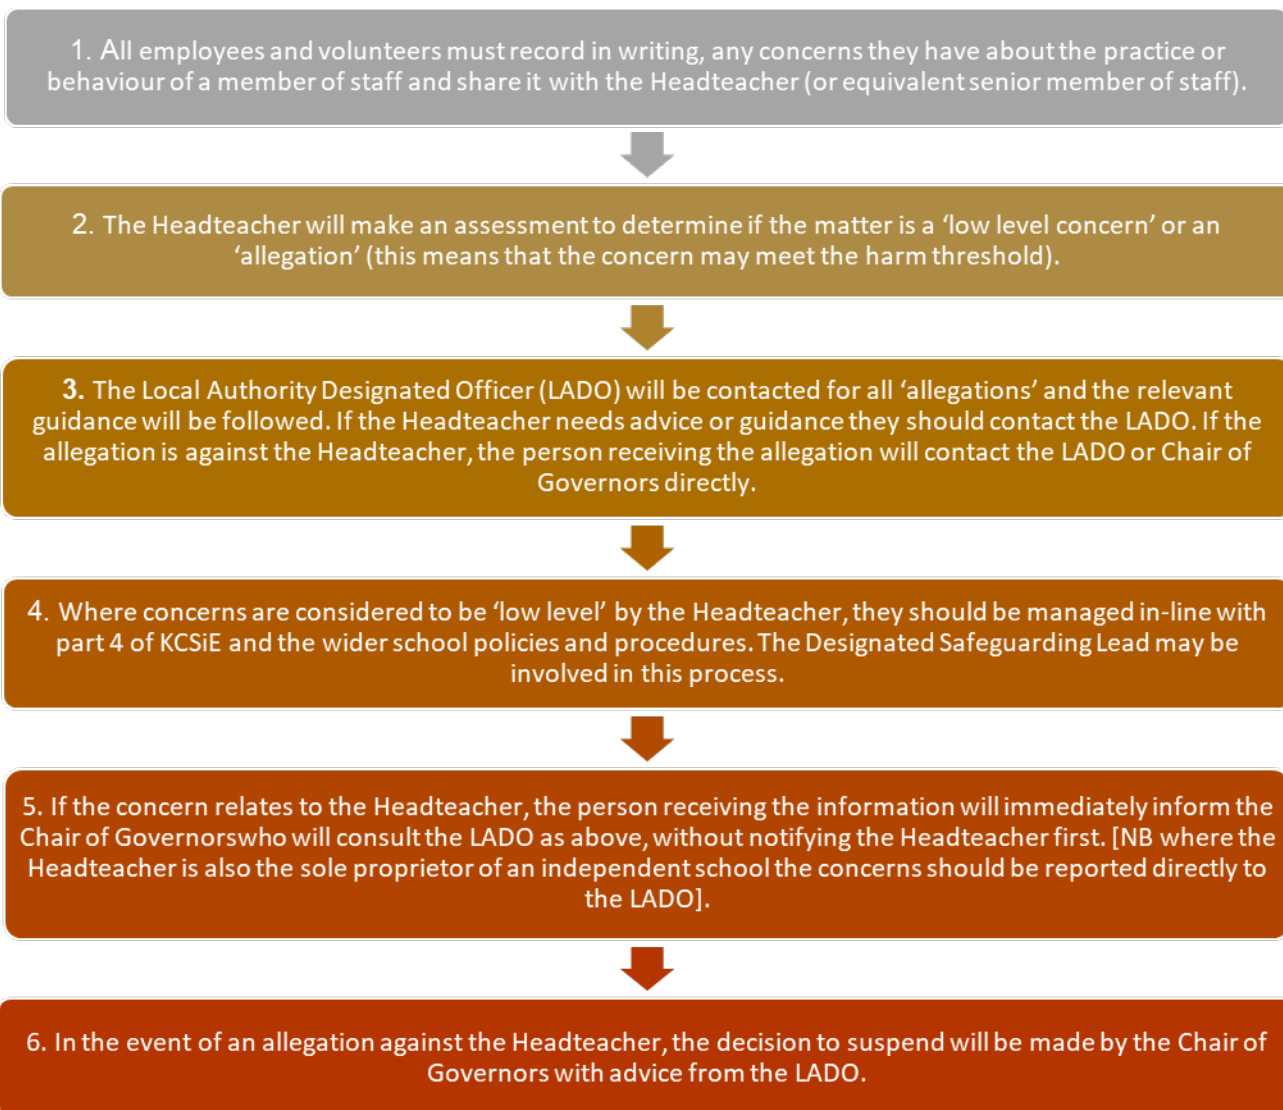 1. All employees and volunteers must record in writing, any concerns they have about the practice or
behaviour of a member of staff and share it with the Headteacher (or equivalent senior member of staff).
2. The Headteacher will make an assessment to determine if the matter is a ‘low level concern’ or an
‘allegation’ (this means that the concern may meet the harm threshold).
3. The Local Authority Designated Officer (LADO) will be contacted for all ‘allegations’ and the relevant
guidance will be followed. If the Headteacher needs advice or guidance they should contact the LADO. If the
allegation is against the Headteacher, the person receiving the allegation will contact the LADO or Chair of
Governors directly.
4. Where concerns are considered to be ‘low level’ by the Headteacher, they should be managed in-line with
part 4 of KCSiE and the wider school policies and procedures. The Designated Safeguarding Lead may be
involved in this process.
5. If the concern relates to the Headteacher, the person receiving the information will immediately inform the
Chair of Governorswho will consult the LADO as above, without notifying the Headteacher first. [NB where the
Headteacher is also the sole proprietor of an independent school the concerns should be reported directly to
the LADO].
6. In the event of an allegation against the Headteacher, the decision to suspend will be made by the Chair of
Governors with advice from the LADO.